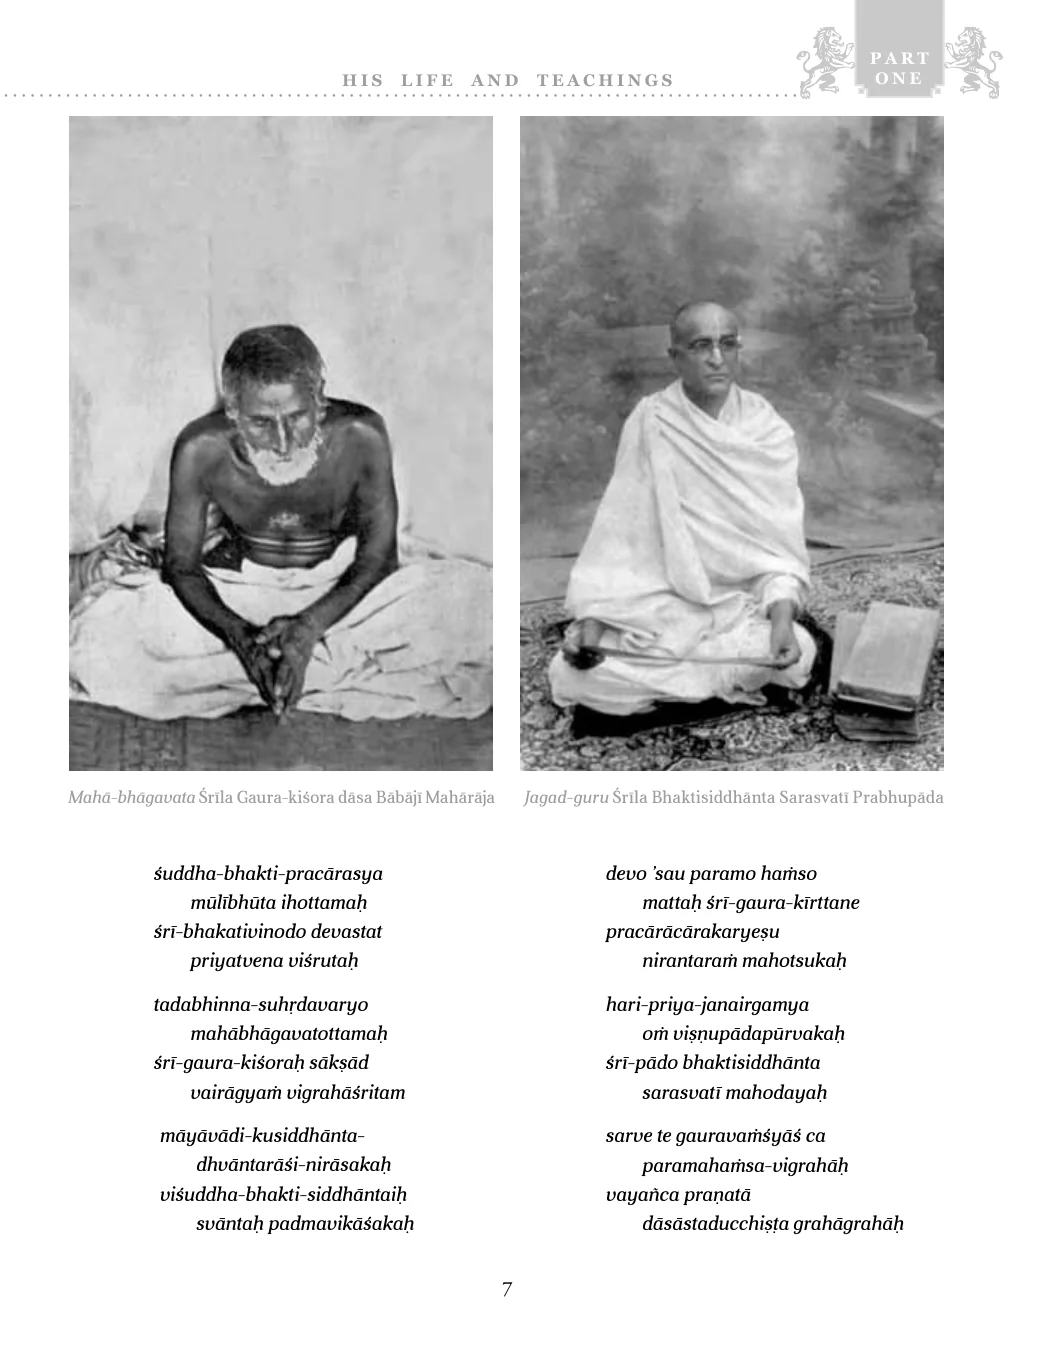 HIS LIFE AND TEACHINGS
PART
ONE
Mahā-bhāgavata Śrīla Gaura-kiśora dāsa Bābājī Mahārāja
Jagad-guru Śrīla Bhaktisiddhānta Sarasvatī Prabhupāda
śuddha-bhakti-pracārasya
mūlībhūta ihottamaḥ
śrī-bhakativinodo devastat
priyatvena viśrutaḥ
tadabhinna-suhṛdavaryo
mahābhāgavatottamaḥ
śrī-gaura-kiśoraḥ sākṣād
vairāgyaṁ vigrahāśritam
māyāvādi-kusiddhānta-
dhvāntarāśi-nirāsakaḥ
viśuddha-bhakti-siddhāntaiḥ
svāntaḥ padmavikāśakaḥ
devo ’sau paramo haṁso
mattaḥ śrī-gaura-kīrttane
pracārācārakaryeṣu
nirantaraṁ mahotsukaḥ
hari-priya-janairgamya
oṁ viṣṇupādapūrvakaḥ
śrī-pādo bhaktisiddhānta
sarasvatī mahodayaḥ
sarve te gauravaṁśyāś ca
paramahaṁsa-vigrahāḥ
vayañca praṇatā
dāsāstaducchiṣṭa grahāgrahāḥ
7